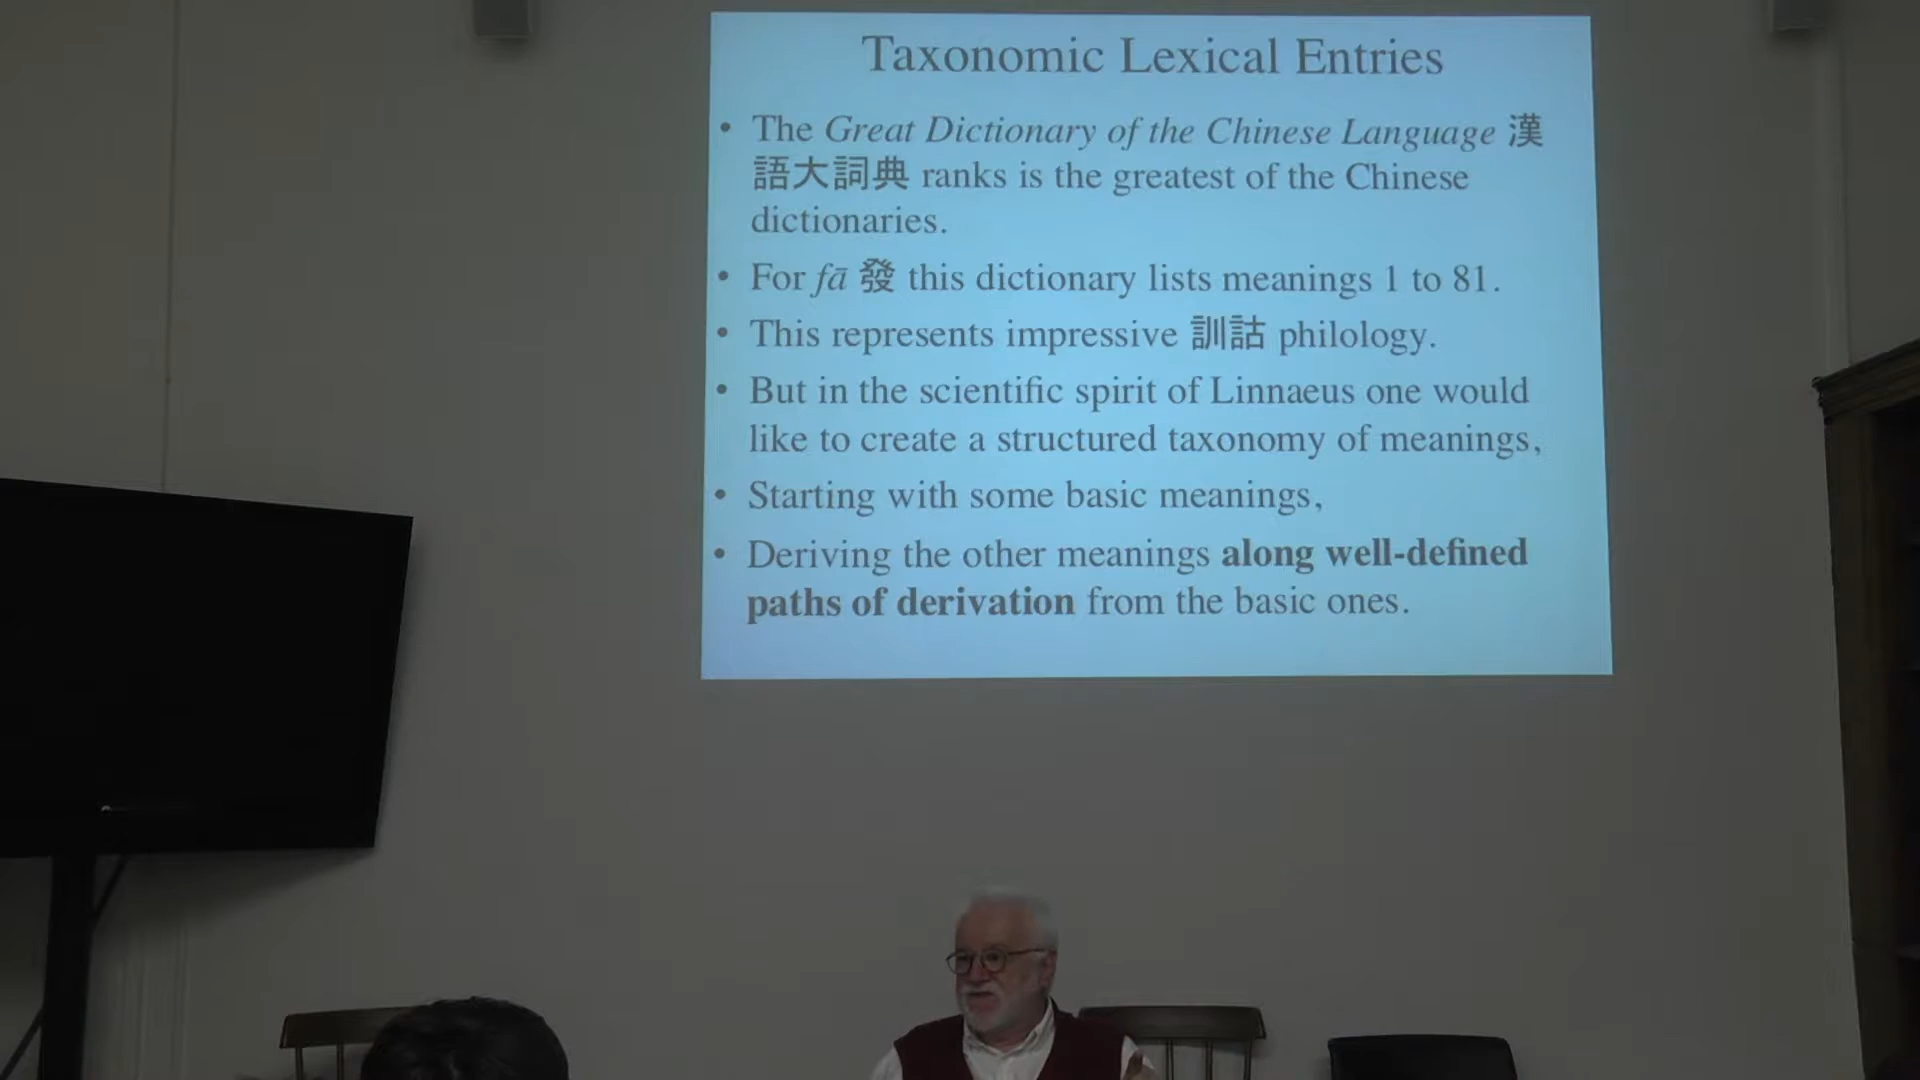 Taxonomic Lexical Entries
• The Great Dictionary of the Chinese Language 漢
語大詞典 ranks is the greatest of the Chinese
dictionaries.
• For fā 發 this dictionary lists meanings 1 to 81.
• This represents impressive 訓詁 philology.
• But in the scientific spirit of Linnaeus one would
like to create a structured taxonomy of meanings,
• Starting with some basic meanings,
• Deriving the other meanings along well-defined
paths of derivation from the basic ones.